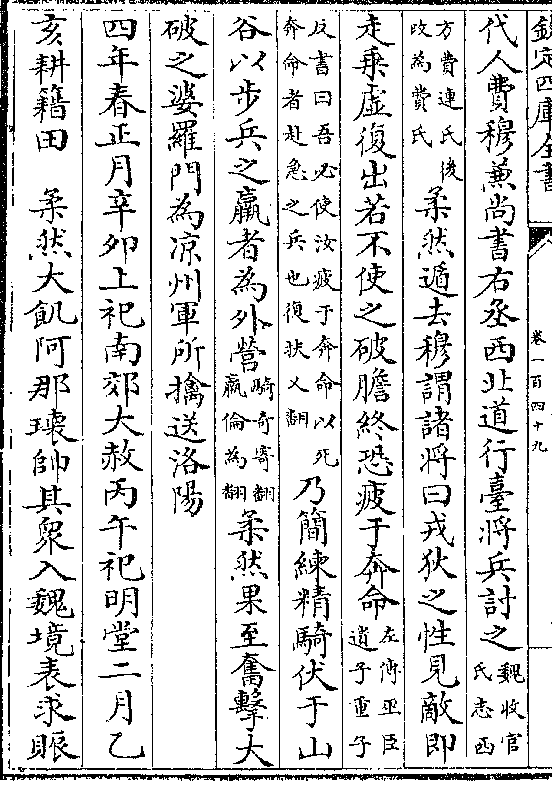 欽定四庫全書
卷一百四十九
代人費穆兼尚書右丞西北道行臺將兵討之魏收官氏志西
方費連氏後改為費氏柔然遁去穆謂諸將曰戎狄之性見敵即
走乗虚復出若不使之破膽終恐疲于奔命左傳巫臣遺子重子
反書曰吾必使汝疲于奔命以死奔命者赴急之兵也復扶又翻乃簡練精騎伏于山
谷以步兵之羸者為外營騎奇寄翻羸倫為翻柔然果至奮擊大
破之婆羅門為凉州軍所擒送洛陽
四年春正月辛卯上祀南郊大赦丙午祀明堂二月乙
亥耕籍田　柔然大飢阿那瓌帥其衆入魏境表求賑